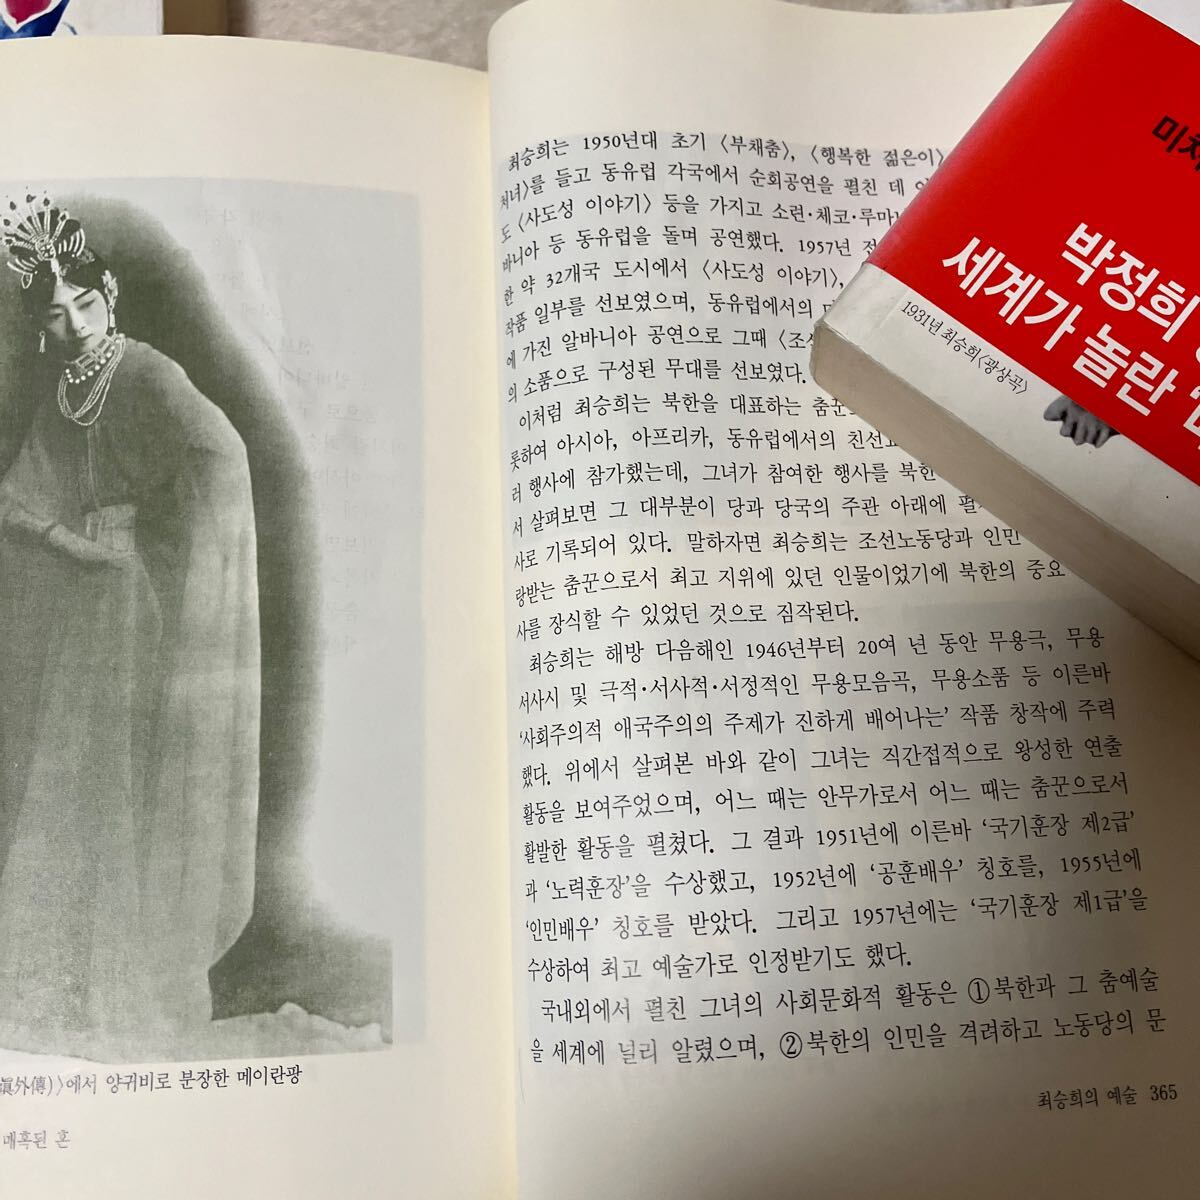 眞外傳)〉에서 양귀비로 분장한 메이란팡
매혹된 혼
최승희는 1950년대 초기 〈부채춤〉, 〈행복한 젊은이〉
처녀〉를 들고 동유럽 각국에서 순회공연을 펼친 데
도 〈사도성 이야기〉 등을 가지고 소련·체코·루마
바니아 등 동유럽을 돌며 공연했다. 1957년
한 약 32개국 도시에서 〈사도성 이야기〉,
작품 일부를 선보였으며, 동유럽에서의
에 가진 알바니아 공연으로 그때 〈조
의 소품으로 구성된 무대를 선보였다.
이처럼 최승희는 북한을 대표하는 춤꾼
롯하여 아시아, 아프리카, 동유럽에서의 친선
러 행사에 참가했는데, 그녀가 참여한 행사를 북한
서 살펴보면 그 대부분이 당과 당국의 주관 아래에
사로 기록되어 있다. 말하자면 최승희는 조선노동당과 인민
랑받는 춤꾼으로서 최고 지위에 있던 인물이었기에 북한의 중요
사를 장식할 수 있었던 것으로 짐작된다.
최승희는 해방 다음해인 1946년부터 20여 년 동안 무용극, 무용
서사시 및 극적·서사적·서정적인 무용모음곡, 무용소품 등 이른바
‘사회주의적 애국주의의 주제가 진하게 배어나는’ 작품 창작에 주력
했다. 위에서 살펴본 바와 같이 그녀는 직간접적으로 왕성한 연출
활동을 보여주었으며, 어느 때는 안무가로서 어느 때는 춤꾼으로서
활발한 활동을 펼쳤다. 그 결과 1951년에 이른바 ‘국기훈장 제2급’
과 ‘노력훈장’을 수상했고, 1952년에 ‘공훈배우’ 칭호를, 1955년에
‘인민배우’ 칭호를 받았다. 그리고 1957년에는 ‘국기훈장 제1급’을
수상하여 최고 예술가로 인정받기도 했다.
국내외에서 펼친 그녀의 사회문화적 활동은 ①북한과 그 춤예술
을 세계에 널리 알렸으며, ②북한의 인민을 격려하고 노동당의 문
최승희의 예술 365
박정희
세계가 놀란
1931년 최승희〈광상곡〉